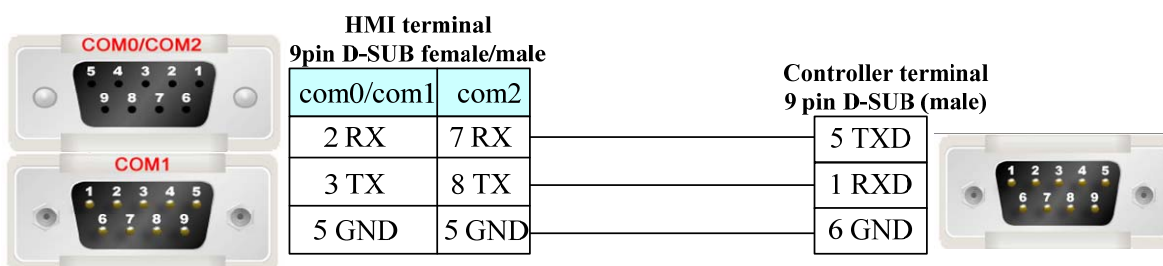 HMI terminal
9pin D-SUB female/male
COM0/COM2
5 4 3 2 1
9 8 7 6
COM1
1 2 3 4 5
6 7 8 9
com0/com1 com2
2 RX 7 RX
3 TX 8 TX
5 GND 5 GND
Controller terminal
9 pin D-SUB (male)
5 TXD
1 RXD
6 GND
1 2 3 4 5
6 7 8 9